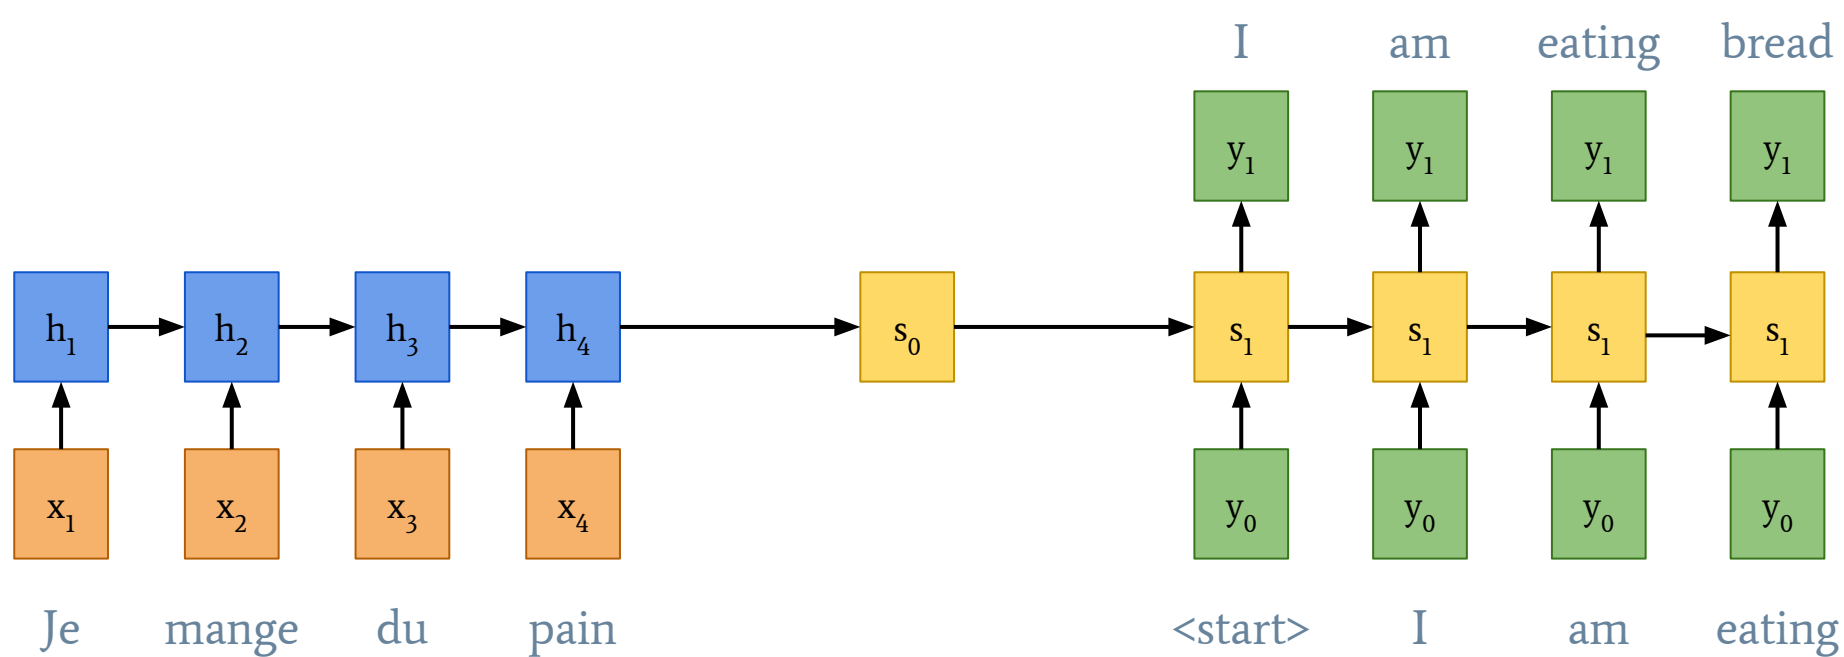 I am eating bread
y1 y1 y1 y1
h1 h2 h3 h4 s0 s1 s1 s1 s1
x1 x2 x3 x4 y0 y0 y0 y0
Je mange du pain <start> I am eating